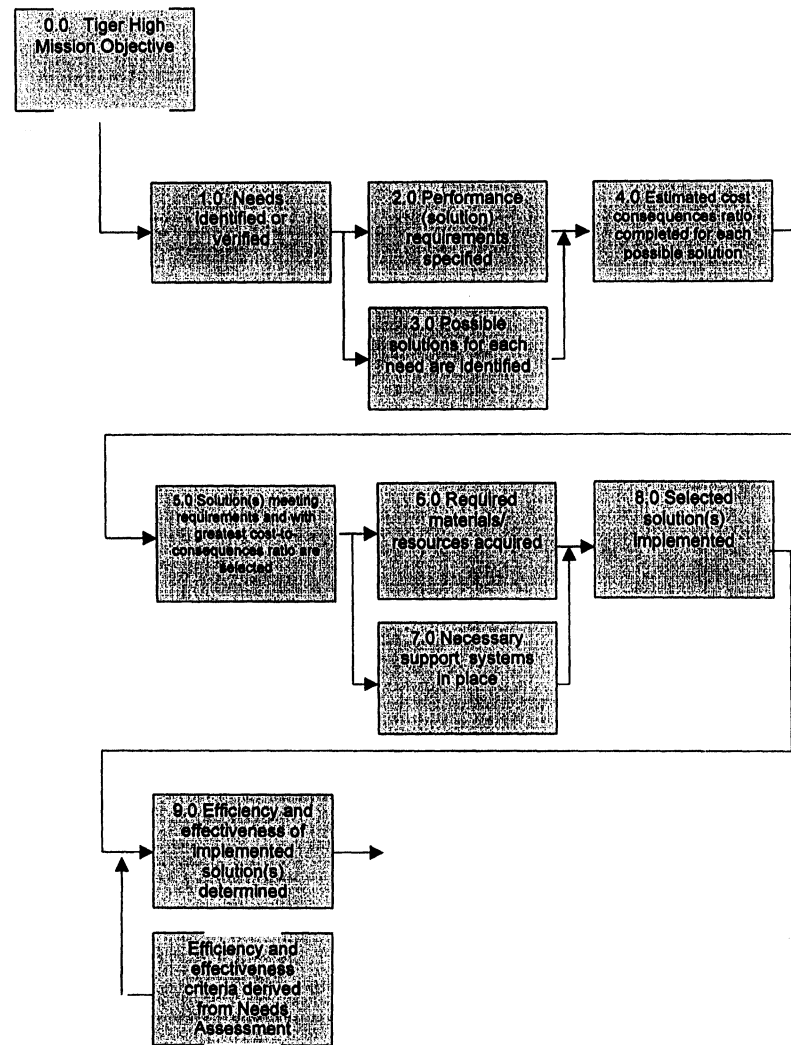 0.0 Tiger High
Mission Objective
1.0 Needs
identified or
verified
2.0 Performance
(solution)
requirements
specified
4.0 Estimated cost
consequences ratio
completed for each
possible solution
3.0 Possible
solutions for each
need are identified
5.0 Solution(s) meeting
requirements and with
greatest cost-to-
consequences ratio are
selected
6.0 Required
materials/
resources acquired
8.0 Selected
solution(s)
implemented
7.0 Necessary
support systems
in place
9.0 Efficiency and
effectiveness of
implemented
solution(s)
determined
Efficiency and
effectiveness
criteria derived
from Needs
Assessment